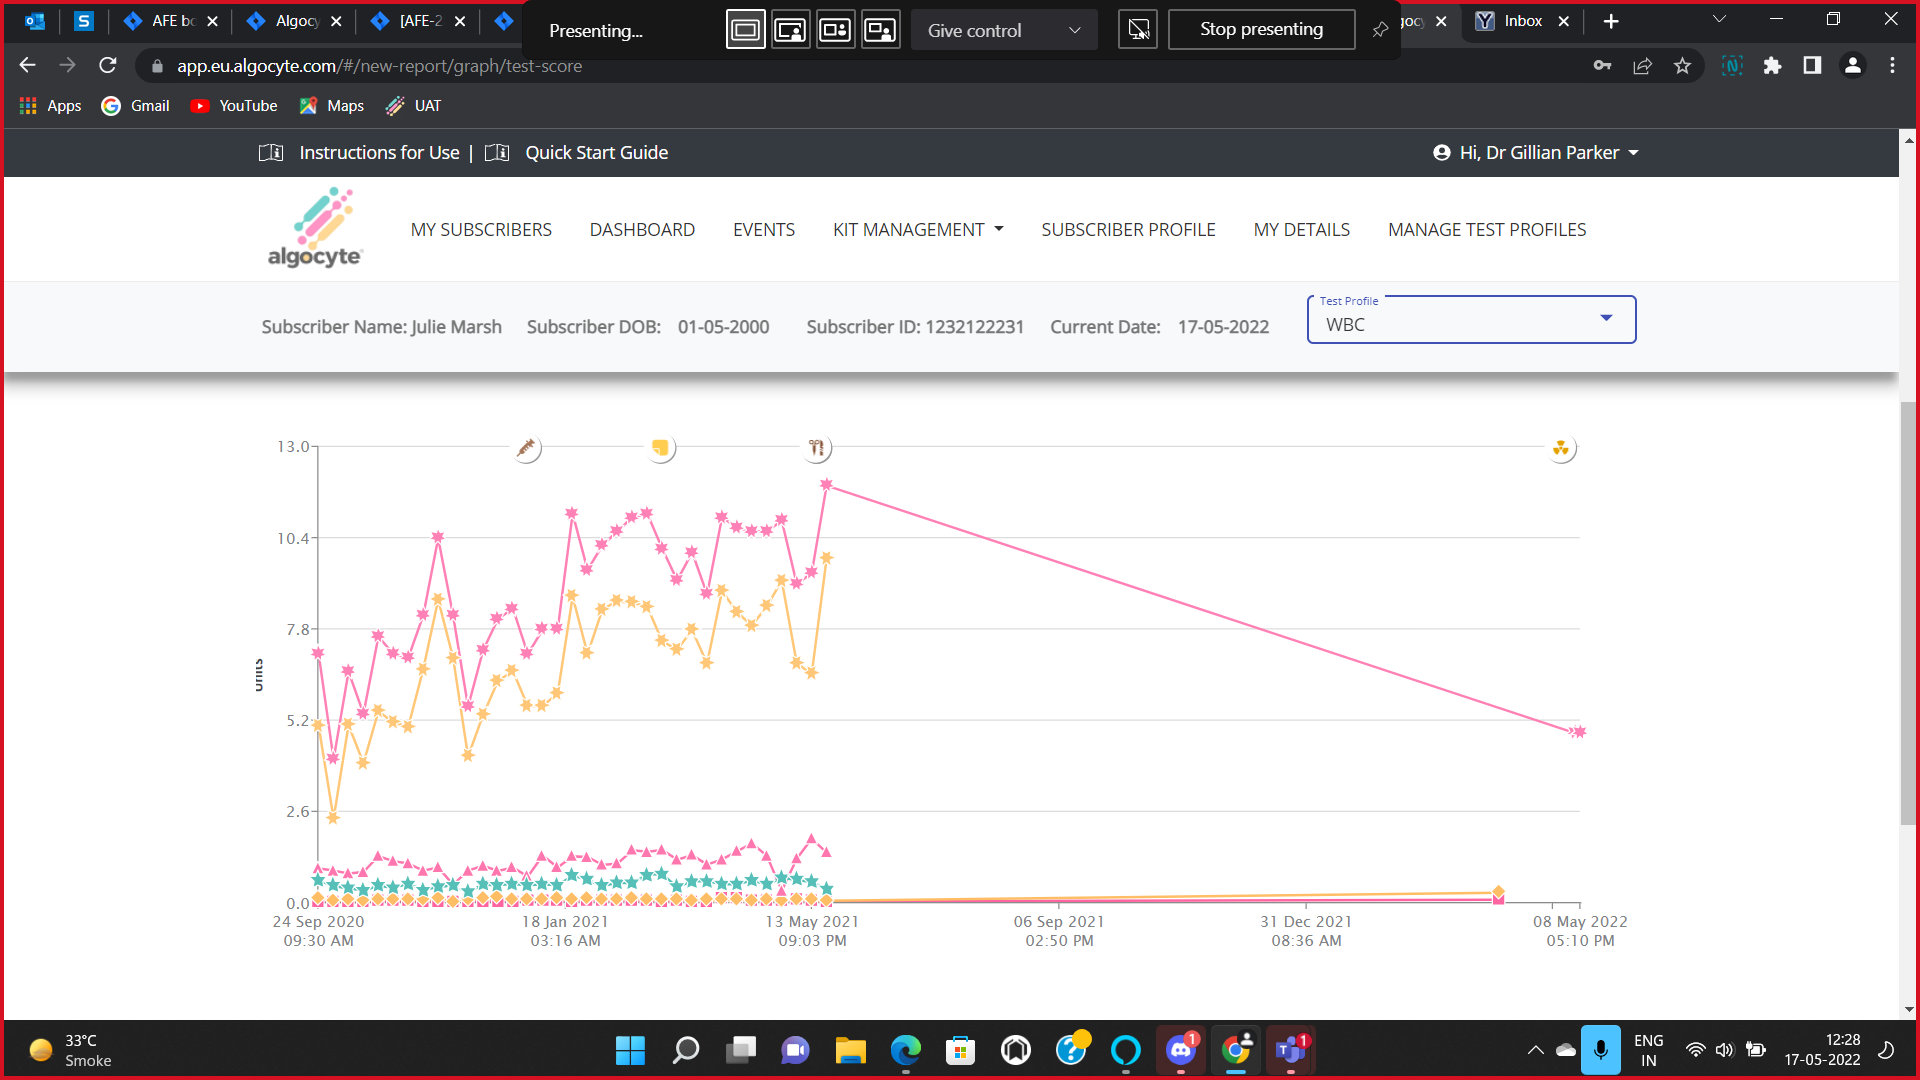 AFE bc
Algocy
[AFE-2
Presenting...
Give control
Stop presenting
gocy
Inbox
app.eu.algocyte.com/#/new-report/graph/test-score
Apps
Gmail
YouTube
Maps
UAT
Instructions for Use | Quick Start Guide
Hi, Dr Gillian Parker
algocyte
MY SUBSCRIBERS
DASHBOARD
EVENTS
KIT MANAGEMENT
SUBSCRIBER PROFILE
MY DETAILS
MANAGE TEST PROFILES
Subscriber Name: Julie Marsh
Subscriber DOB: 01-05-2000
Subscriber ID: 1232122231
Current Date: 17-05-2022
Test Profile
WBC
13.0
10.4
7.8
5.2
2.6
0.0
Units
24 Sep 2020
09:30 AM
18 Jan 2021
03:16 AM
13 May 2021
09:03 PM
06 Sep 2021
02:50 PM
31 Dec 2021
08:36 AM
08 May 2022
05:10 PM
33°C
Smoke
1
1
ENG
IN
12:28
17-05-2022